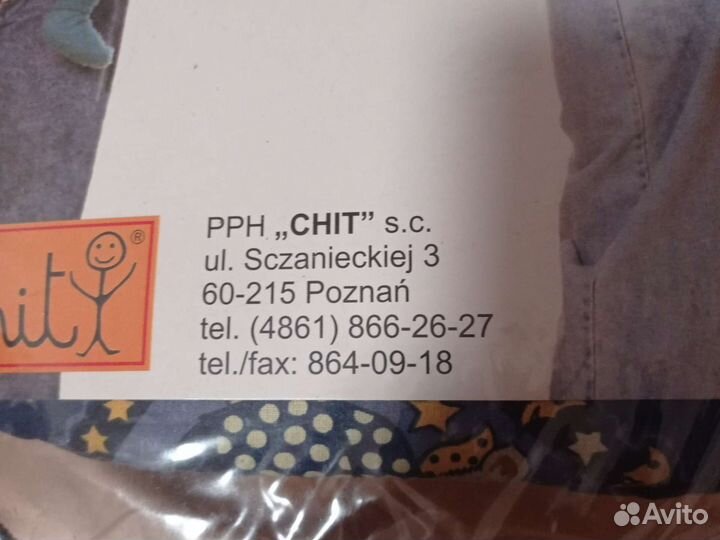 PPH „CHIT” s.c.
ul. Sczanieckiej 3
60-215 Poznań
tel. (4861) 866-26-27
tel./fax: 864-09-18
hit
®
Avito